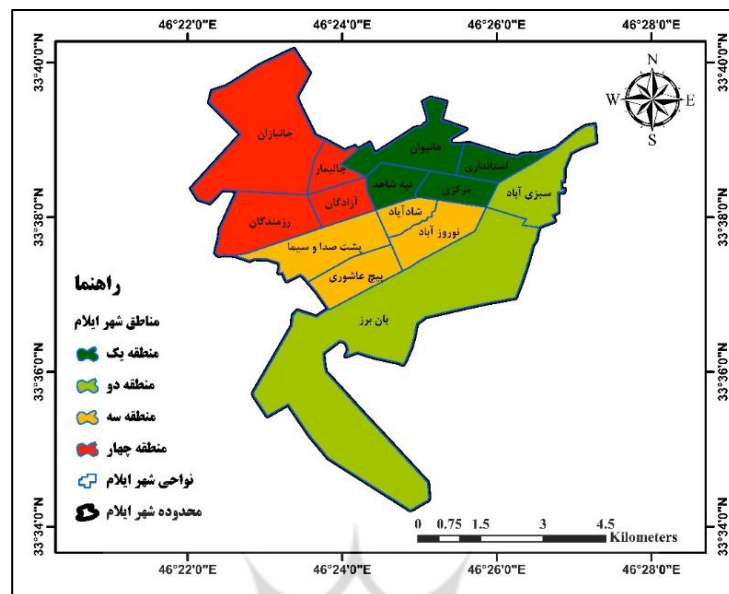 46°22'0"E 46°24'0"E 46°26'0"E 46°28'0"E
33°40'0"N 33°40'0"N
33°38'0"N 33°38'0"N
33°36'0"N 33°36'0"N
33°34'0"N 33°34'0"N
N
W E
S
جانبازان
چالیمار
هانیوان
استانداری
سبزی آباد
آزادگان
تپه شاهد
مرکزی
رزمندگان
شادآباد
نوروز آباد
پشت صدا و سیما
پیچ عاشوری
بان برز
راهنما
مناطق شهر ایلام
منطقه یک
منطقه دو
منطقه سه
منطقه چهار
نواحی شهر ایلام
محدوده شهر ایلام
0 0.75 1.5 3 4.5
Kilometers
46°22'0"E 46°24'0"E 46°26'0"E 46°28'0"E